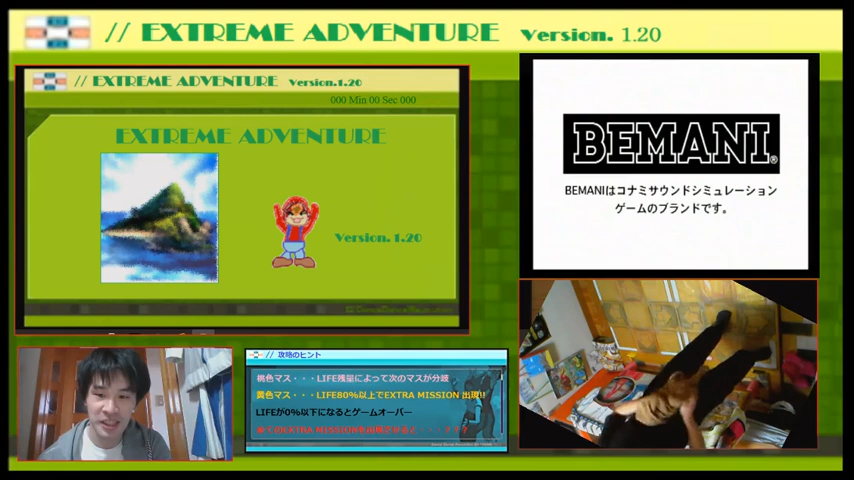 // EXTREME ADVENTURE Version. 1.20
// EXTREME ADVENTURE Version.1.20
000 Min 00 Sec 000
EXTREME ADVENTURE
Version. 1.20
BEMANI®
BEMANIはコナミサウンドシミュレーション
ゲームのブランドです。
// 攻略のヒント
桃色マス・・・LIFE残量によって次のマスが分岐
黄色マス・・・LIFE80%以上でEXTRA MISSION 出現!!
LIFEが0%以下になるとゲームオーバー